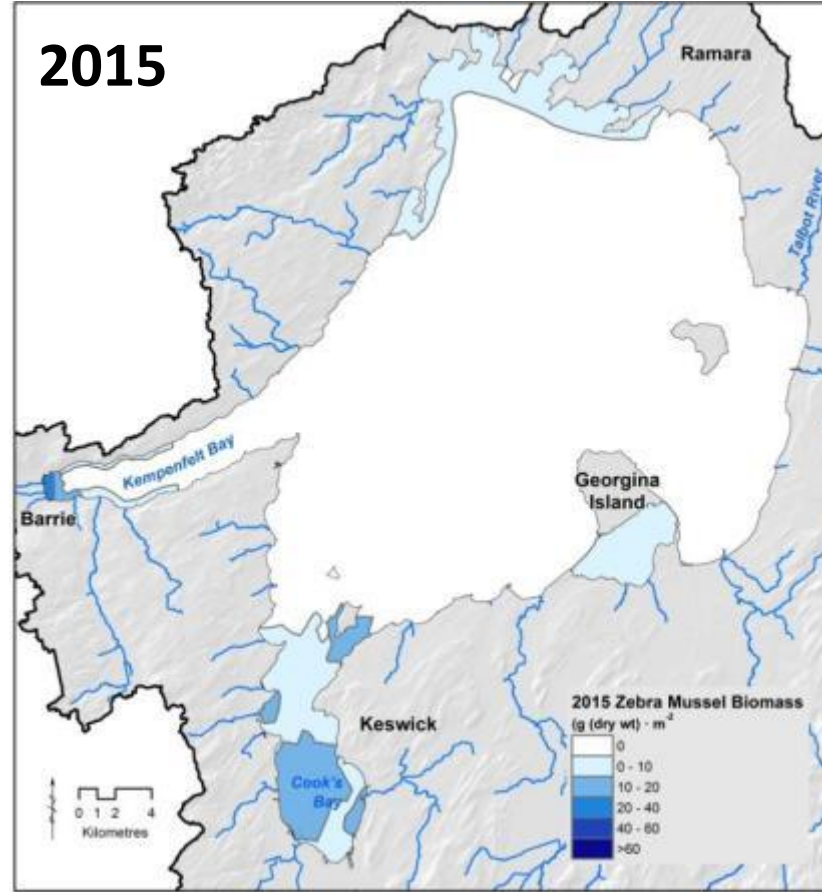 2015
Ramara
Talbot River
Kempenfelt Bay
Barrie
Georgina
Island
Keswick
Cook's
Bay
2015 Zebra Mussel Biomass
(g (dry wt) · m⁻²
0
0 - 10
10 - 20
20 - 40
40 - 60
>60
0 1 2 4
Kilometres